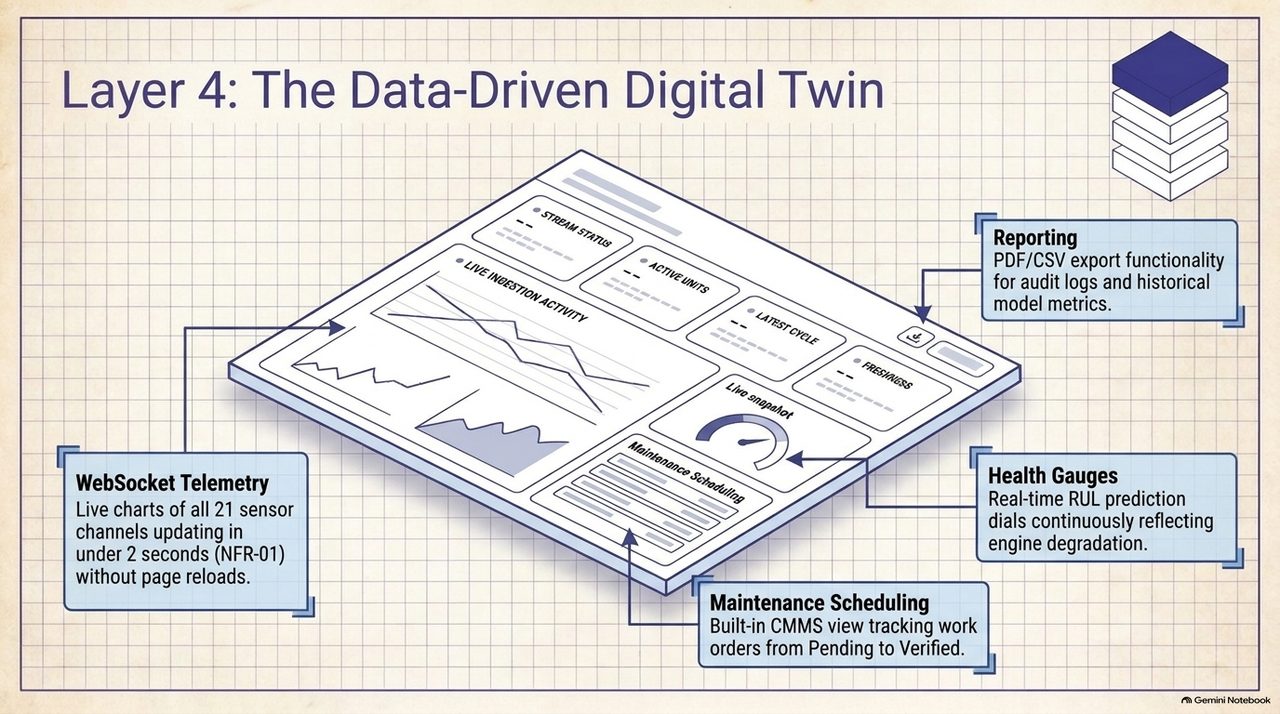 Layer 4: The Data-Driven Digital Twin
STREAM STATUS
--
ACTIVE UNITS
--
LATEST CYCLE
--
FRESHNESS
--
LIVE INGESTION ACTIVITY
Live snapshot
Maintenance Scheduling
Reporting
PDF/CSV export functionality
for audit logs and historical
model metrics.
WebSocket Telemetry
Live charts of all 21 sensor
channels updating in
under 2 seconds (NFR-01)
without page reloads.
Health Gauges
Real-time RUL prediction
dials continuously reflecting
engine degradation.
Maintenance Scheduling
Built-in CMMS view tracking work
orders from Pending to Verified.
Gemini Notebook